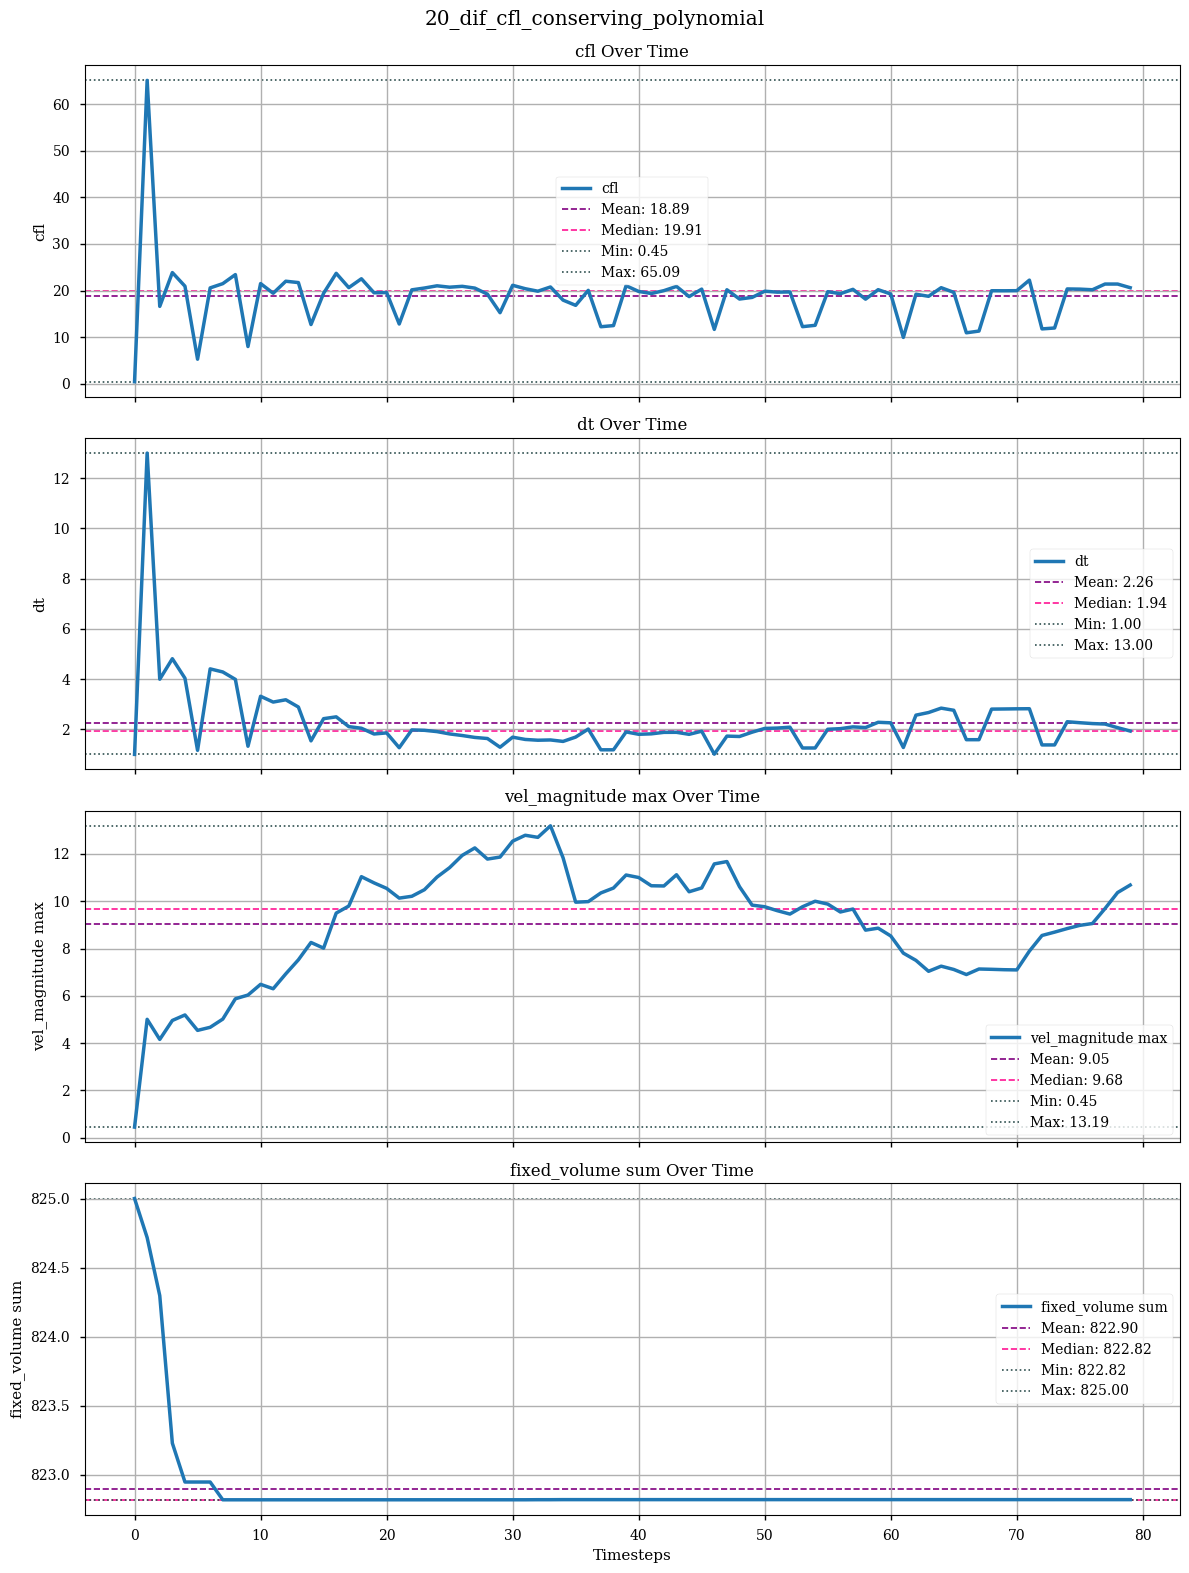 20_dif_cfl_conserving_polynomial
cfl Over Time
cfl
60
50
40
30
20
10
0
cfl
Mean: 18.89
Median: 19.91
Min: 0.45
Max: 65.09
dt Over Time
dt
12
10
8
6
4
2
dt
Mean: 2.26
Median: 1.94
Min: 1.00
Max: 13.00
vel_magnitude max Over Time
vel_magnitude max
12
10
8
6
4
2
0
vel_magnitude max
Mean: 9.05
Median: 9.68
Min: 0.45
Max: 13.19
fixed_volume sum Over Time
fixed_volume sum
825.0
824.5
824.0
823.5
823.0
fixed_volume sum
Mean: 822.90
Median: 822.82
Min: 822.82
Max: 825.00
0 10 20 30 40 50 60 70 80
Timesteps